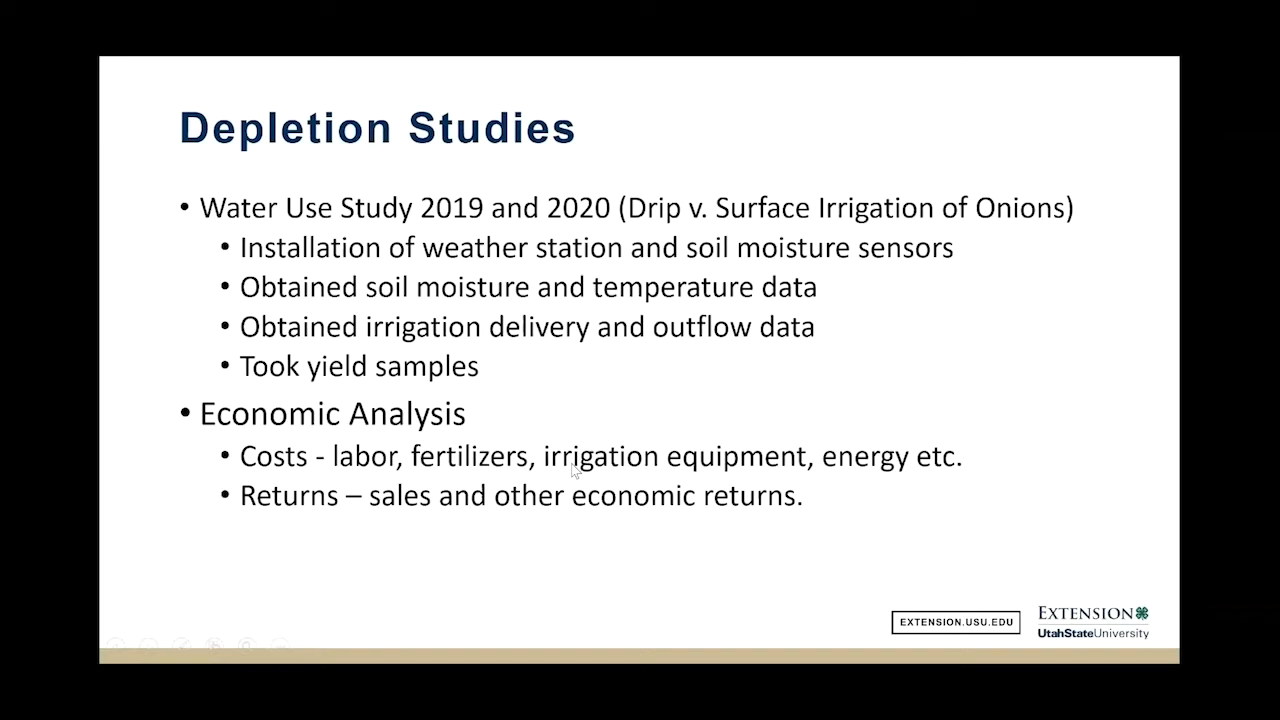 Depletion Studies
• Water Use Study 2019 and 2020 (Drip v. Surface Irrigation of Onions)
• Installation of weather station and soil moisture sensors
• Obtained soil moisture and temperature data
• Obtained irrigation delivery and outflow data
• Took yield samples
• Economic Analysis
• Costs - labor, fertilizers, irrigation equipment, energy etc.
• Returns – sales and other economic returns.
EXTENSION.USU.EDU
EXTENSION
UtahStateUniversity